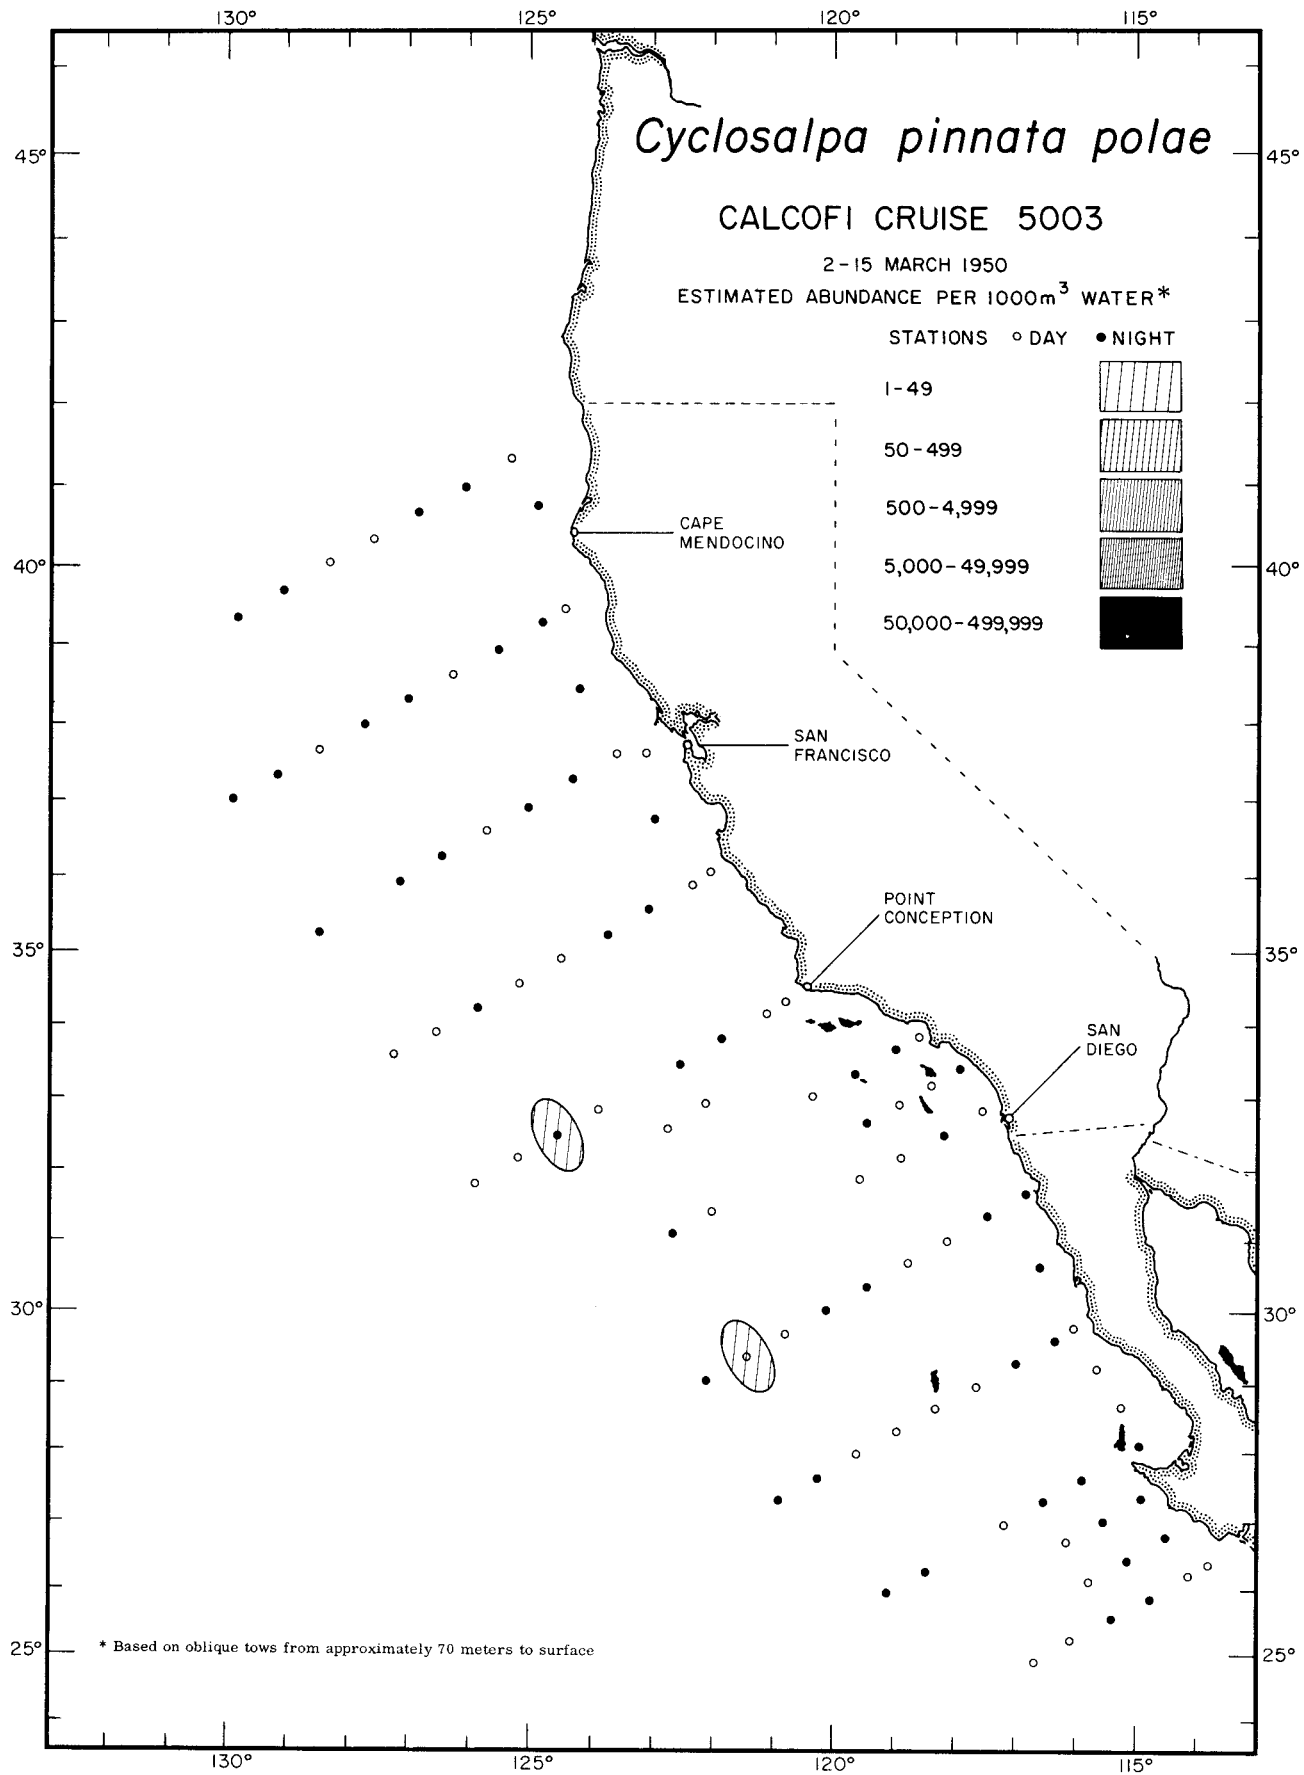 130° 125° 120° 115°
Cyclosalpa pinnata polae
45° 45°
CALCOFI CRUISE 5003
2-15 MARCH 1950
ESTIMATED ABUNDANCE PER 1000m³ WATER*
STATIONS ○ DAY ● NIGHT
1-49
50-499
500-4,999
CAPE
MENDOCINO
5,000-49,999
40° 40°
50,000-499,999
SAN
FRANCISCO
POINT
CONCEPTION
35° 35°
SAN
DIEGO
30° 30°
* Based on oblique tows from approximately 70 meters to surface
25° 25°
130° 125° 120° 115°